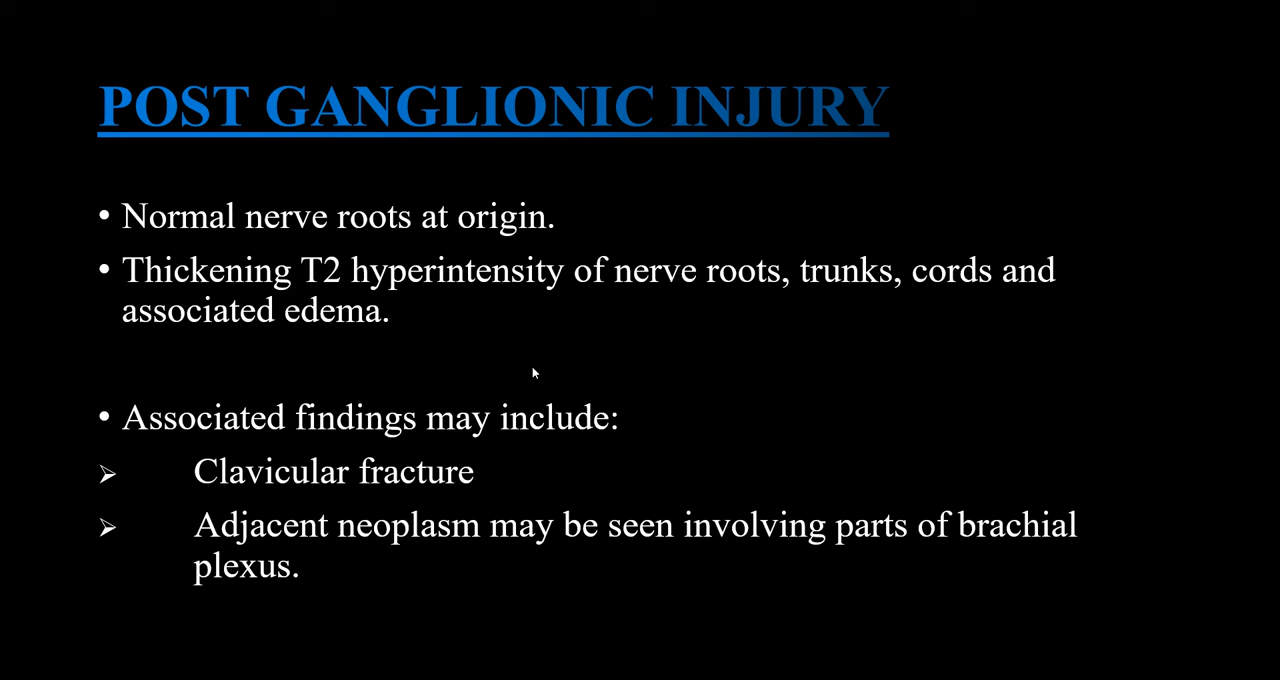 POST GANGLIONIC INJURY
• Normal nerve roots at origin.
• Thickening T2 hyperintensity of nerve roots, trunks, cords and
associated edema.
• Associated findings may include:
➢ Clavicular fracture
➢ Adjacent neoplasm may be seen involving parts of brachial
plexus.